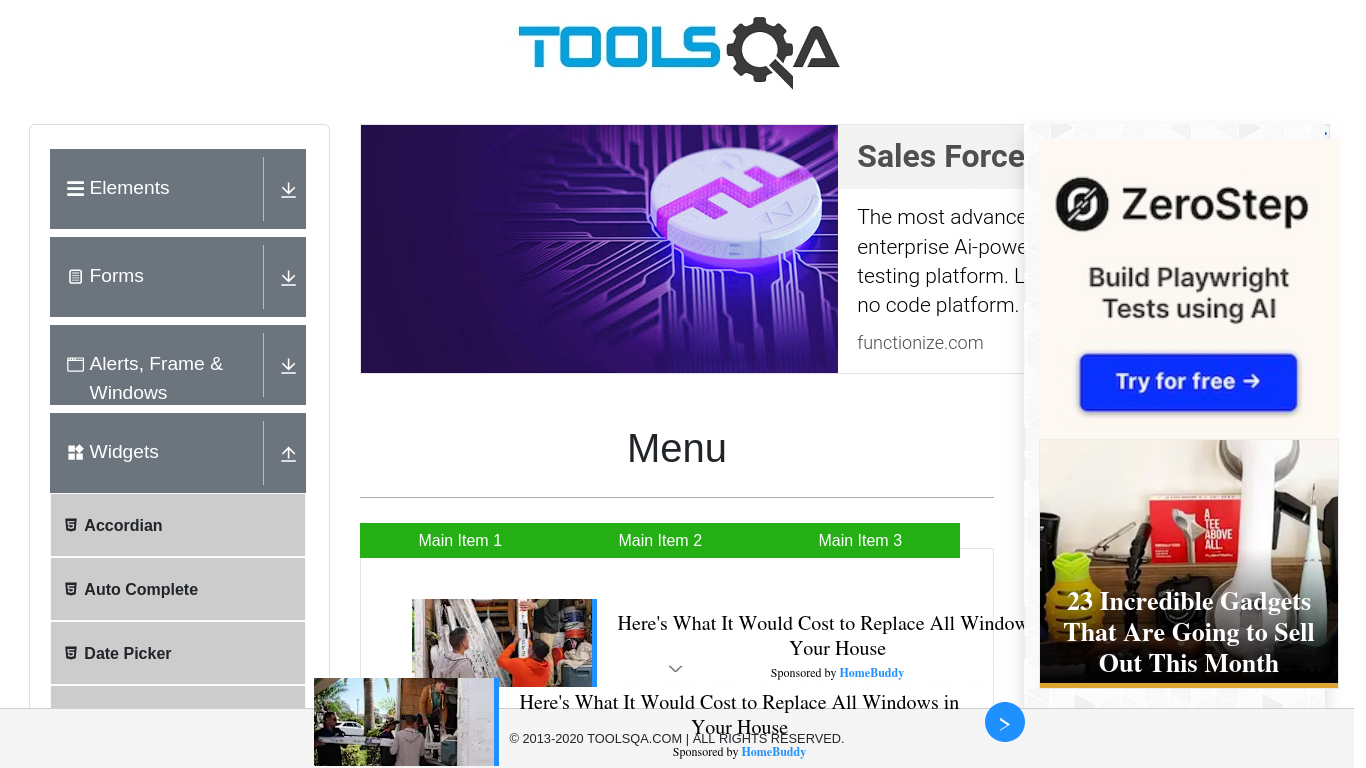 TOOLSQA
Elements
Forms
Alerts, Frame &
Windows
Widgets
Accordian
Auto Complete
Date Picker
Sales Force
The most advance
enterprise Ai-powe
testing platform. L
no code platform.
functionize.com
Menu
Main Item 1
Main Item 2
Main Item 3
Here's What It Would Cost to Replace All Window
Your House
Sponsored by HomeBuddy
Here's What It Would Cost to Replace All Windows in
Your House
© 2013-2020 TOOLSQA.COM | ALL RIGHTS RESERVED.
Sponsored by HomeBuddy
ZeroStep
Build Playwright
Tests using AI
Try for free →
A
TEE
ABOVE
ALL.
23 Incredible Gadgets
That Are Going to Sell
Out This Month